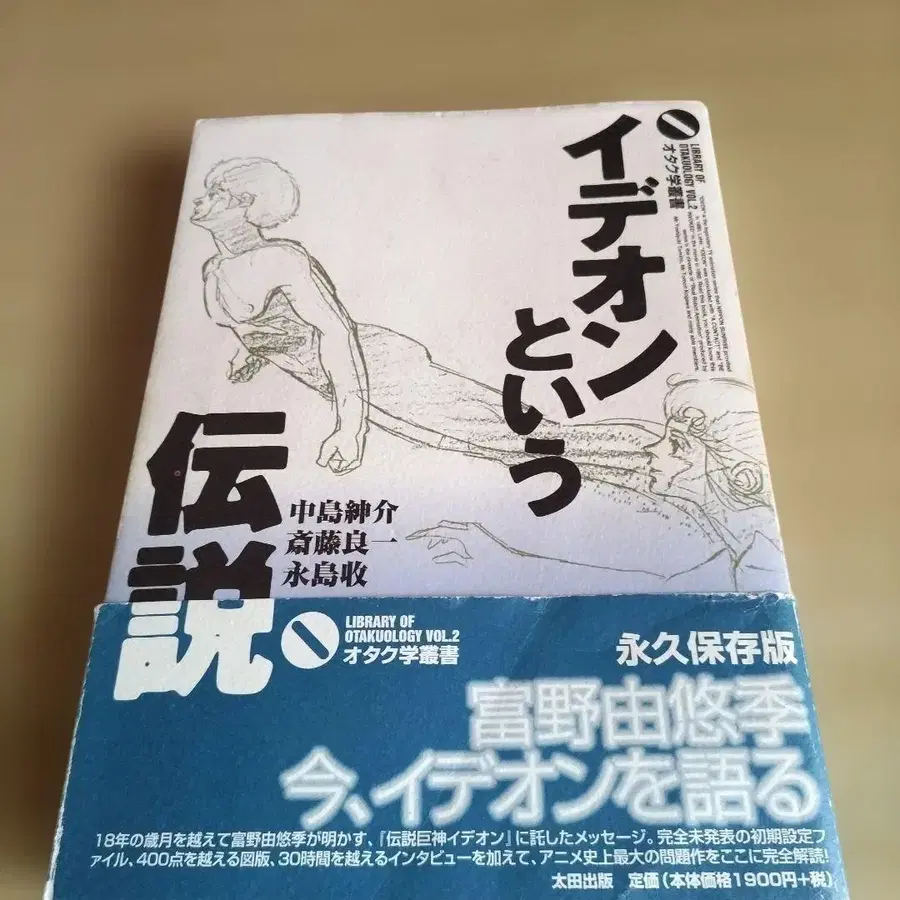 イデオン
という
伝説
LIBRARY OF
OTAKUOLOGY VOL.2
オタク学叢書
中島紳介
斎藤良一
永島收
LIBRARY OF
OTAKUOLOGY VOL.2
オタク学叢書
永久保存版
富野由悠季
今、イデオンを語る
18年の歳月を越えて富野由悠季が明かす、『伝説巨神イデオン』に託したメッセージ。完全未発表の初期設定フ
ァイル、400点を越える図版、30時間を越えるインタビューを加えて、アニメ史上最大の問題作をここに完全解読!
太田出版 定価(本体価格1900円+税)